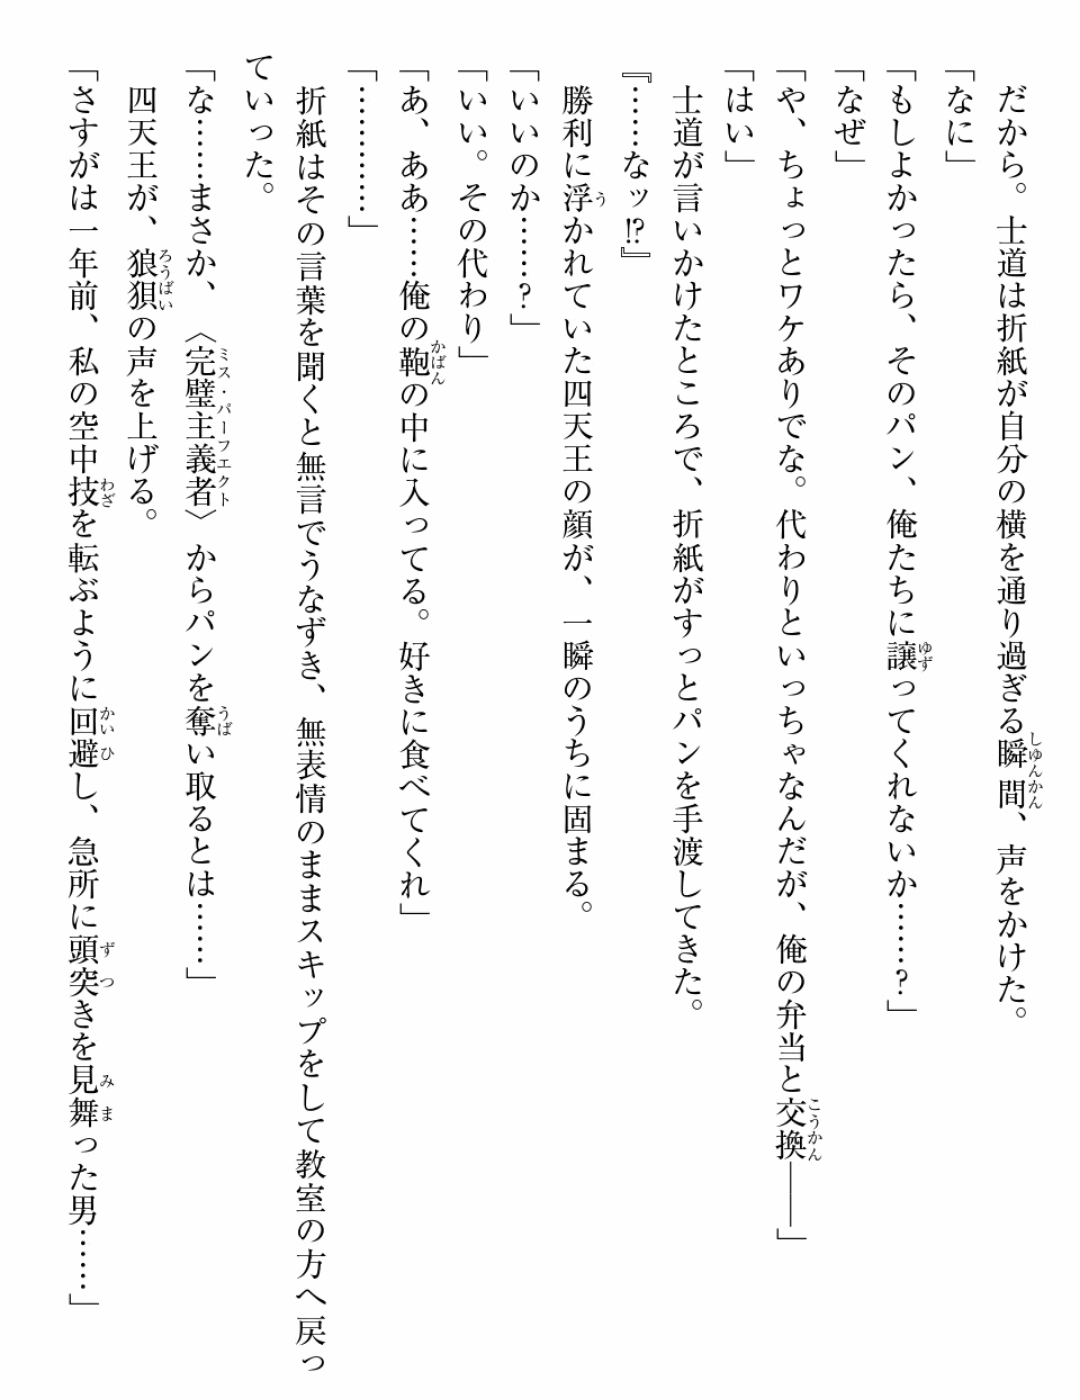 だから。士道は折紙が自分の横を通り過ぎる瞬間、声をかけた。
「なに」
「もしよかったら、そのパン、俺たちに譲ってくれないか……？」
「なぜ」
「や、ちょっとワケありでな。代わりといっちゃなんだが、俺の弁当と交換――」
「はい」
士道が言いかけたところで、折紙がすっとパンを手渡してきた。
『……なッ!?』
勝利に浮かれていた四天王の顔が、一瞬のうちに固まる。
「いいのか……？」
「いい。その代わり」
「あ、ああ……俺の鞄の中に入ってる。好きに食べてくれ」
「…………」
折紙はその言葉を聞くと無言でうなずき、無表情のままスキップをして教室の方へ戻っ
ていった。
「な……まさか、〈完璧主義者〉からパンを奪い取るとは……」
四天王が、狼狽の声を上げる。
「さすがは一年前、私の空中技を転ぶように回避し、急所に頭突きを見舞った男……」